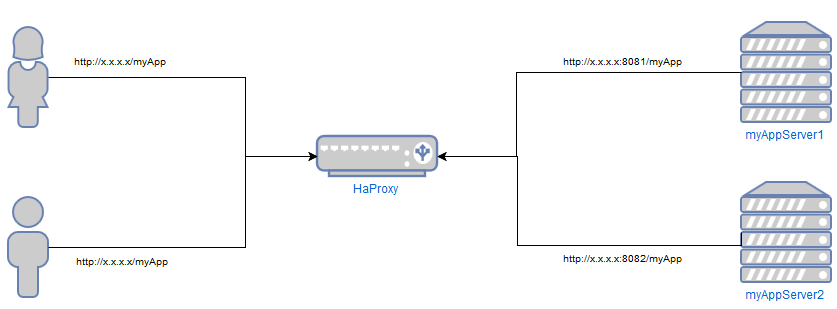 http://x.x.x.x/myApp
http://x.x.x.x:8081/myApp
myAppServer1
HaProxy
http://x.x.x.x/myApp
http://x.x.x.x:8082/myApp
myAppServer2